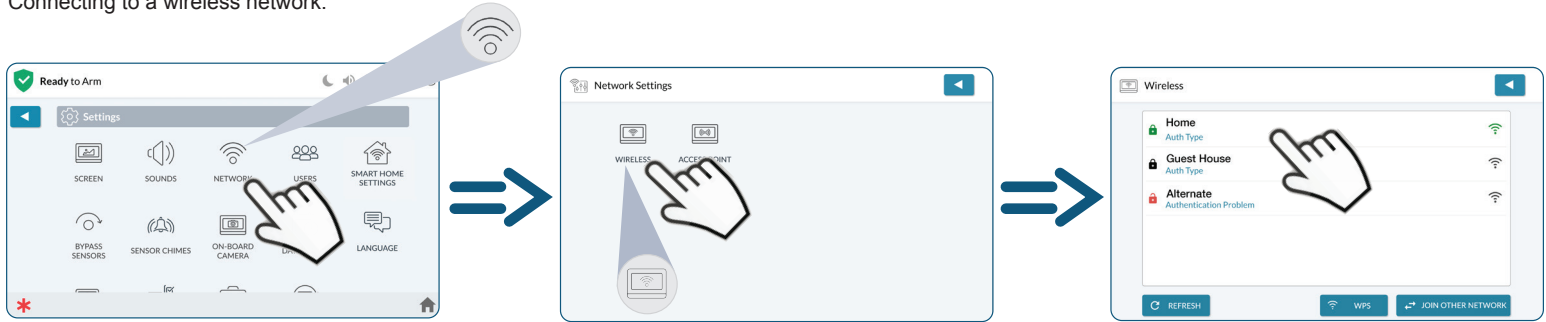 Connecting to a wireless network.
Ready to Arm
Settings
SCREEN
SOUNDS
NETWORK
USERS
SMART HOME
SETTINGS
BYPASS
SENSORS
SENSOR CHIMES
ON-BOARD
CAMERA
LANGUAGE
Network Settings
WIRELESS
ACCESS POINT
Wireless
Home
Auth Type
Guest House
Auth Type
Alternate
Authentication Problem
REFRESH
WPS
JOIN OTHER NETWORK